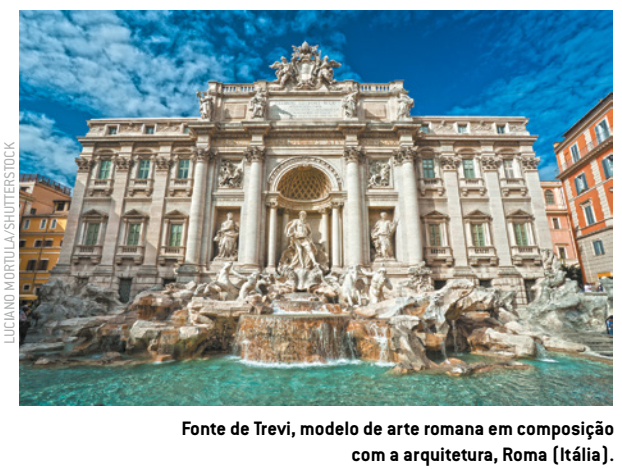 LUCIANO MORTULA/SHUTTERSTOCK
Fonte de Trevi, modelo de arte romana em composição
com a arquitetura, Roma (Itália).